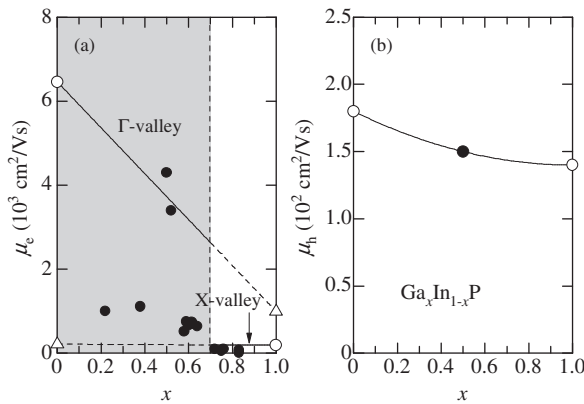 (a)
8
6
4
2
0
μe (10³ cm²/Vs)
Γ-valley
X-valley
0 0.2 0.4 0.6 0.8 1.0
x
(b)
2.5
2.0
1.5
1.0
0.5
0
μh (10² cm²/Vs)
GaxIn1-xP
0 0.2 0.4 0.6 0.8 1.0
x